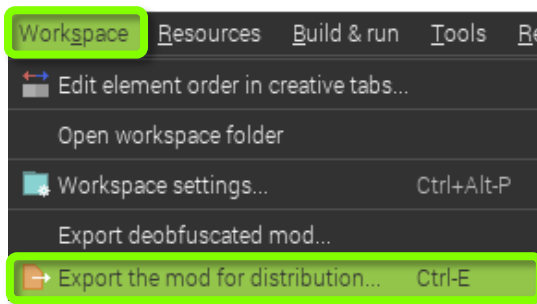 Workspace Resources Build & run Tools Re
Edit element order in creative tabs...
Open workspace folder
Workspace settings... Ctrl+Alt-P
Export deobfuscated mod...
Export the mod for distribution... Ctrl-E